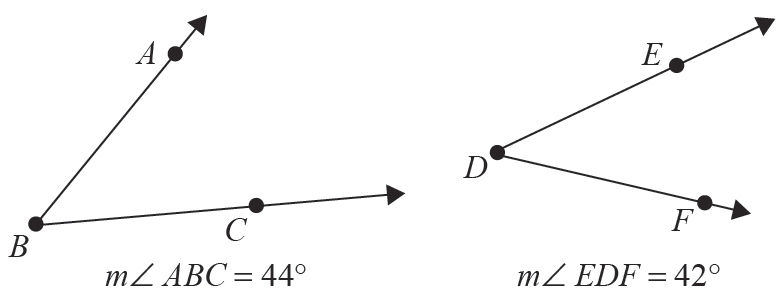 A
B
C
m∠ ABC = 44°
E
D
F
m∠ EDF = 42°